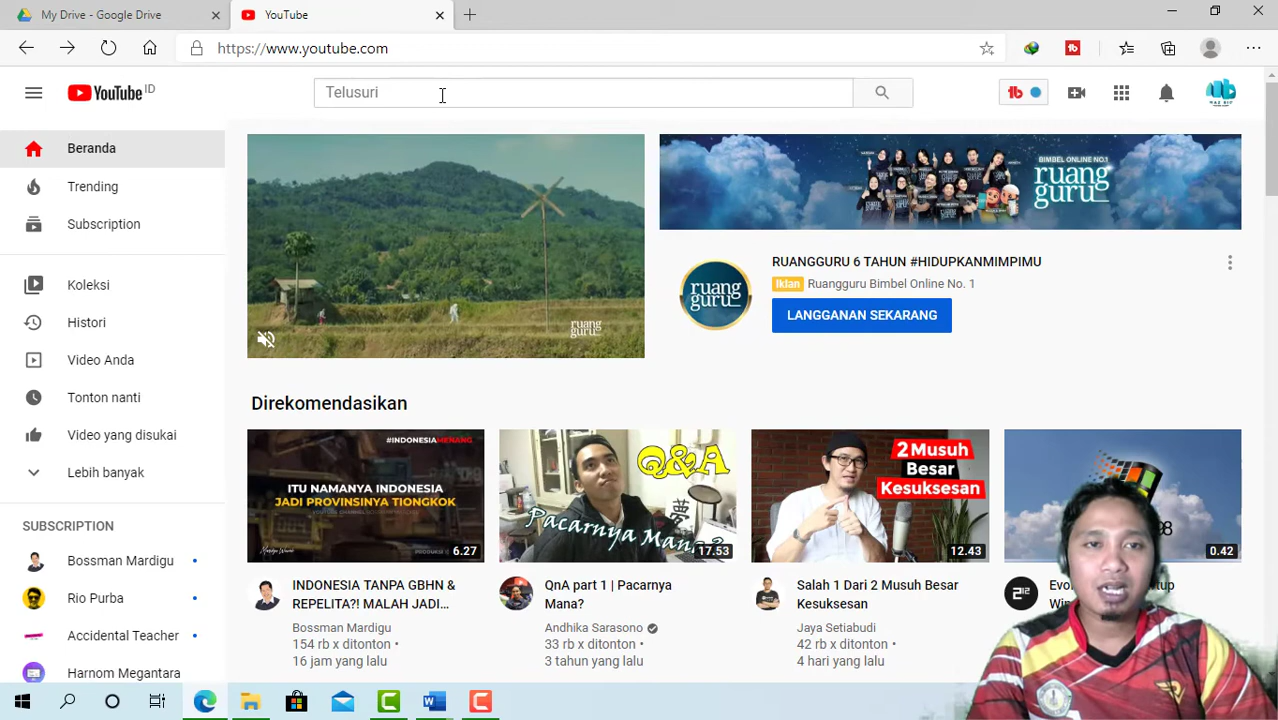 My Drive - Google Drive
YouTube
https://www.youtube.com
YouTube ID
Telusuri
Beranda
Trending
Subscription
Koleksi
Histori
Video Anda
Tonton nanti
Video yang disukai
Lebih banyak
SUBSCRIPTION
Bossman Mardigu
Rio Purba
Accidental Teacher
Harnom Megantara
ruang
guru
BIMBEL ONLINE NO.1
ruang
guru
ruang
guru
RUANGGURU 6 TAHUN #HIDUPKANMIMPIMU
Iklan Ruangguru Bimbel Online No. 1
LANGGANAN SEKARANG
Direkomendasikan
#INDONESIAMENANG
ITU NAMANYA INDONESIA
JADI PROVINSINYA TIONGKOK
6.27
INDONESIA TANPA GBHN &
REPELITA?! MALAH JADI...
Bossman Mardigu
154 rb x ditonton •
16 jam yang lalu
Q&A
Pacarnya Mana?
夢
17.53
QnA part 1 | Pacarnya
Mana?
Andhika Sarasono
33 rb x ditonton •
3 tahun yang lalu
2 Musuh
Besar
Kesuksesan
12.43
Salah 1 Dari 2 Musuh Besar
Kesuksesan
Jaya Setiabudi
42 rb x ditonton •
4 hari yang lalu
0.42
212